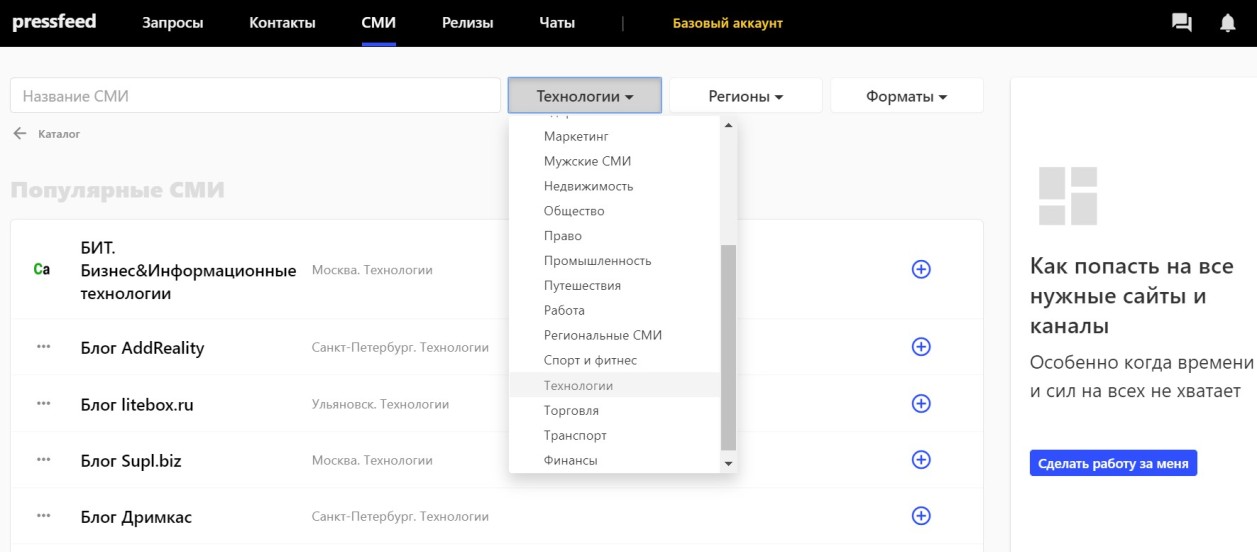 pressfeed Запросы Контакты СМИ Релизы Чаты Базовый аккаунт
Название СМИ Технологии Регионы Форматы
Каталог
Популярные СМИ
Са
БИТ.
Бизнес&Информационные
технологии
Москва. Технологии
Блог AddReality Санкт-Петербург. Технологии
Блог litebox.ru Ульяновск. Технологии
Блог Supl.biz Москва. Технологии
Блог Дримкас Санкт-Петербург. Технологии
Маркетинг
Мужские СМИ
Недвижимость
Общество
Право
Промышленность
Путешествия
Работа
Региональные СМИ
Спорт и фитнес
Технологии
Торговля
Транспорт
Финансы
Как попасть на все
нужные сайты и
каналы
Особенно когда времени
и сил на всех не хватает
Сделать работу за меня